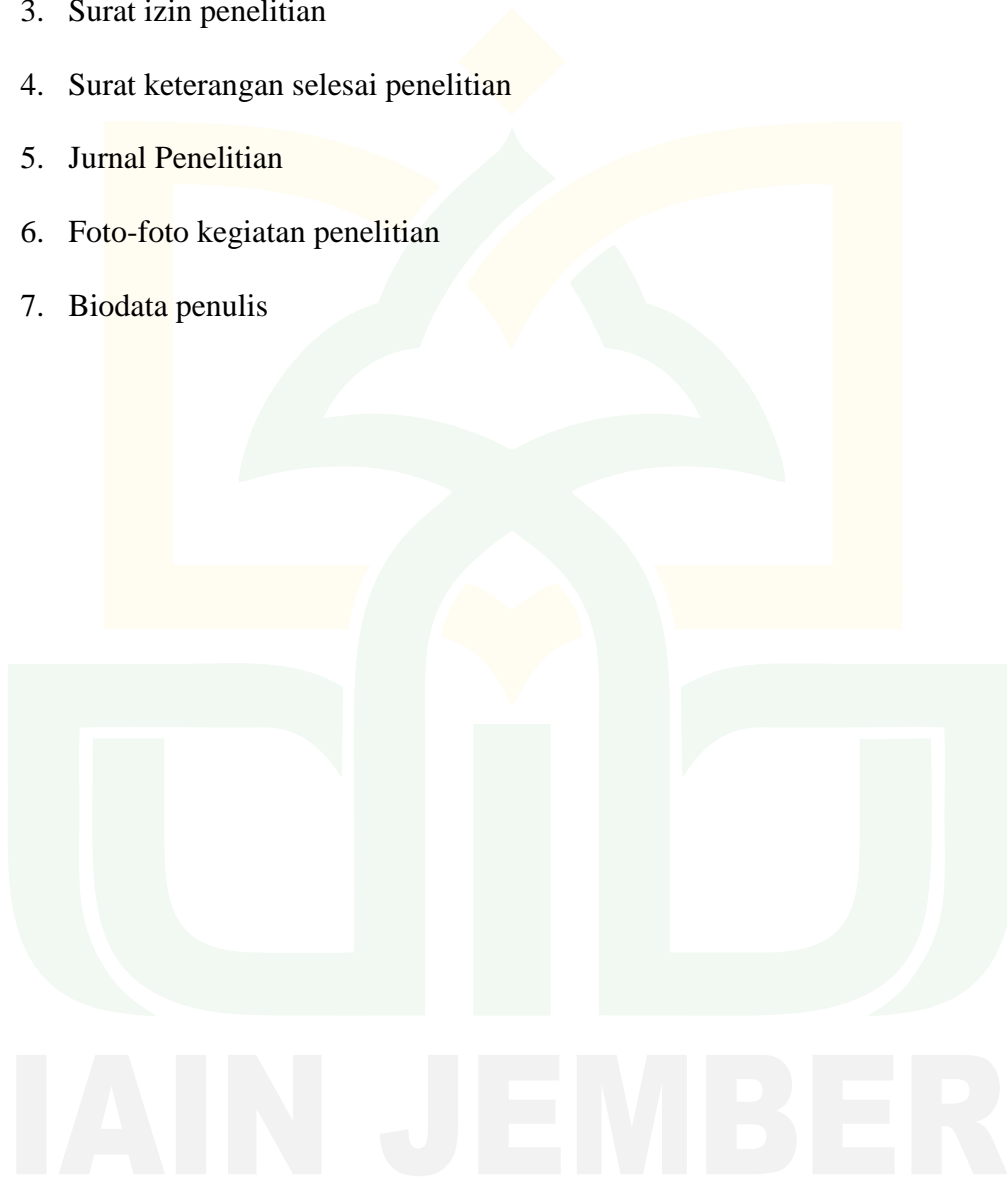 3. Surat izin penelitian
4. Surat keterangan selesai penelitian
5. Jurnal Penelitian
6. Foto-foto kegiatan penelitian
7. Biodata penulis
IAIN JEMBER